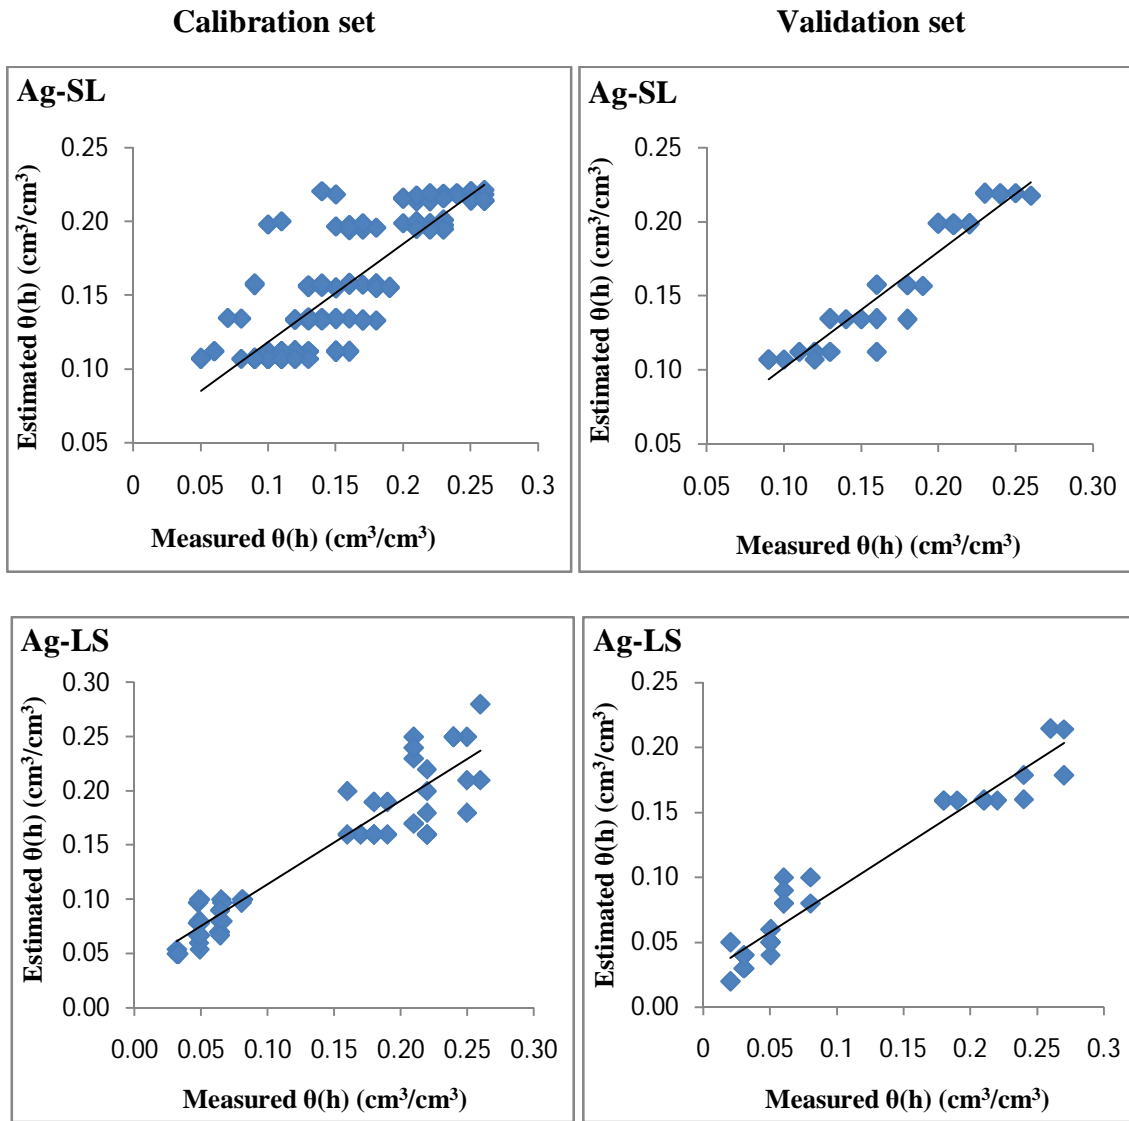 Calibration set
Validation set
Ag-SL
Estimated θ(h) (cm³/cm³)
0.25
0.20
0.15
0.10
0.05
0 0.05 0.10 0.15 0.20 0.25 0.3
Measured θ(h) (cm³/cm³)
Ag-SL
Estimated θ(h) (cm³/cm³)
0.25
0.20
0.15
0.10
0.05
0.05 0.10 0.15 0.20 0.25 0.30
Measured θ(h) (cm³/cm³)
Ag-LS
Estimated θ(h) (cm³/cm³)
0.30
0.25
0.20
0.15
0.10
0.05
0.00
0.00 0.05 0.10 0.15 0.20 0.25 0.30
Measured θ(h) (cm³/cm³)
Ag-LS
Estimated θ(h) (cm³/cm³)
0.25
0.20
0.15
0.10
0.05
0.00
0 0.05 0.10 0.15 0.2 0.25 0.3
Measured θ(h) (cm³/cm³)